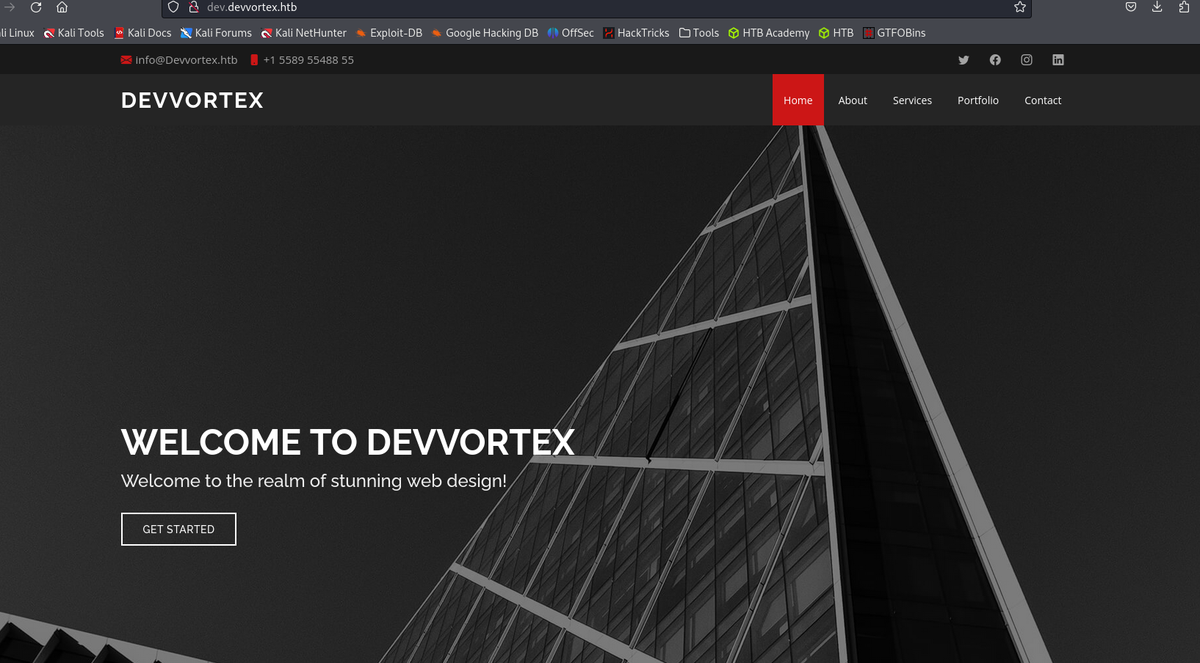 dev.devvortex.htb
ali Linux Kali Tools Kali Docs Kali Forums Kali NetHunter Exploit-DB Google Hacking DB OffSec HackTricks Tools HTB Academy HTB GTFOBins
info@Devvortex.htb +1 5589 55488 55
DEVVORTEX Home About Services Portfolio Contact
WELCOME TO DEVVORTEX
Welcome to the realm of stunning web design!
GET STARTED